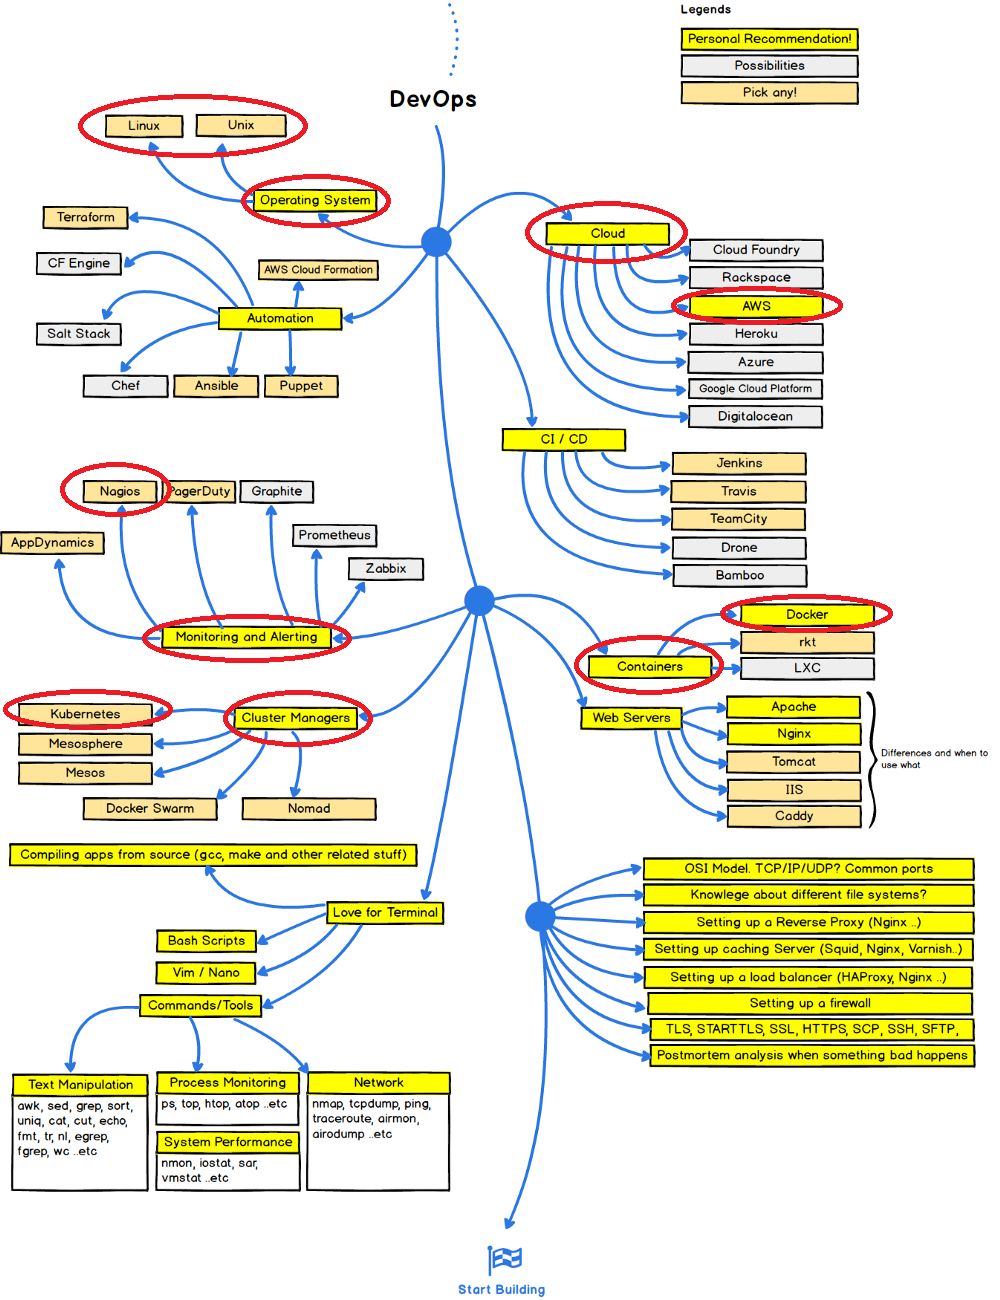 Legends
Personal Recommendation!
Possibilities
Pick any!
DevOps
Linux
Unix
Operating System
Terraform
CF Engine
AWS Cloud Formation
Automation
Salt Stack
Chef
Ansible
Puppet
Cloud
Cloud Foundry
Rackspace
AWS
Heroku
Azure
Google Cloud Platform
Digitalocean
CI / CD
Jenkins
Travis
TeamCity
Drone
Bamboo
Nagios
PagerDuty
Graphite
AppDynamics
Prometheus
Zabbix
Monitoring and Alerting
Docker
rkt
LXC
Containers
Kubernetes
Cluster Managers
Mesosphere
Mesos
Docker Swarm
Nomad
Web Servers
Apache
Nginx
Tomcat
IIS
Caddy
Differences and when to
use what
Compiling apps from source (gcc, make and other related stuff)
Love for Terminal
Bash Scripts
Vim / Nano
Commands/Tools
OSI Model. TCP/IP/UDP? Common ports
Knowlege about different file systems?
Setting up a Reverse Proxy (Nginx ..)
Setting up caching Server (Squid, Nginx, Varnish..)
Setting up a load balancer (HAProxy, Nginx ..)
Setting up a firewall
TLS, STARTTLS, SSL, HTTPS, SCP, SSH, SFTP,
Postmortem analysis when something bad happens
Text Manipulation
awk, sed, grep, sort,
uniq, cat, cut, echo,
fmt, tr, nl, egrep,
fgrep, wc ..etc
Process Monitoring
ps, top, htop, atop ..etc
System Performance
nmon, iostat, sar,
vmstat ..etc
Network
nmap, tcpdump, ping,
traceroute, airmon,
airodump ..etc
Start Building